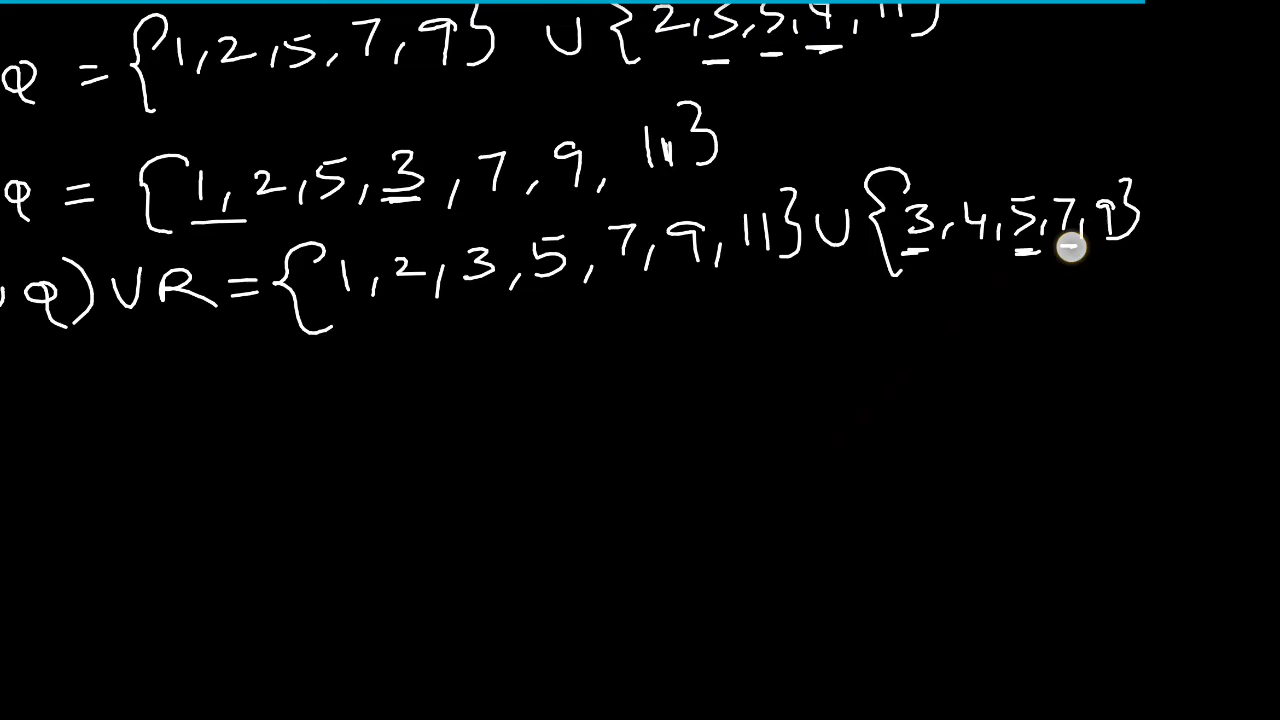 Q = {1, 2, 5, 7, 9} ∪ {2, 3, 5, 9, 11}
Q = {1, 2, 5, 3, 7, 9, 11}
Q) ∪ R = {1, 2, 3, 5, 7, 9, 11} ∪ {3, 4, 5, 7, 9}